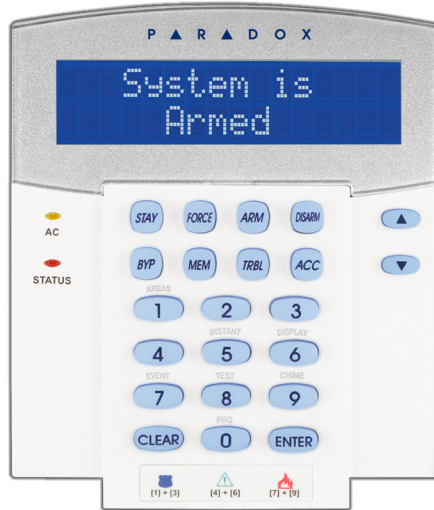 PARADOX
System is
Armed
STAY FORCE ARM DISARM
AC
BYP MEM TRBL ACC
STATUS
AREAS
1 2 3
INSTANT DISPLAY
4 5 6
EVENT TEST CHIME
7 8 9
PRG
CLEAR 0 ENTER
[1] + [3] [4] + [6] [7] + [9]